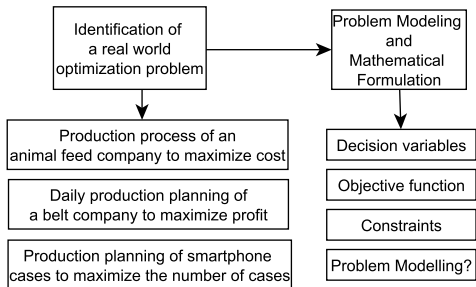 Identification of
a real world
optimization problem
Problem Modeling
and
Mathematical
Formulation
Production process of an
animal feed company to maximize cost
Daily production planning of
a belt company to maximize profit
Production planning of smartphone
cases to maximize the number of cases
Decision variables
Objective function
Constraints
Problem Modelling?